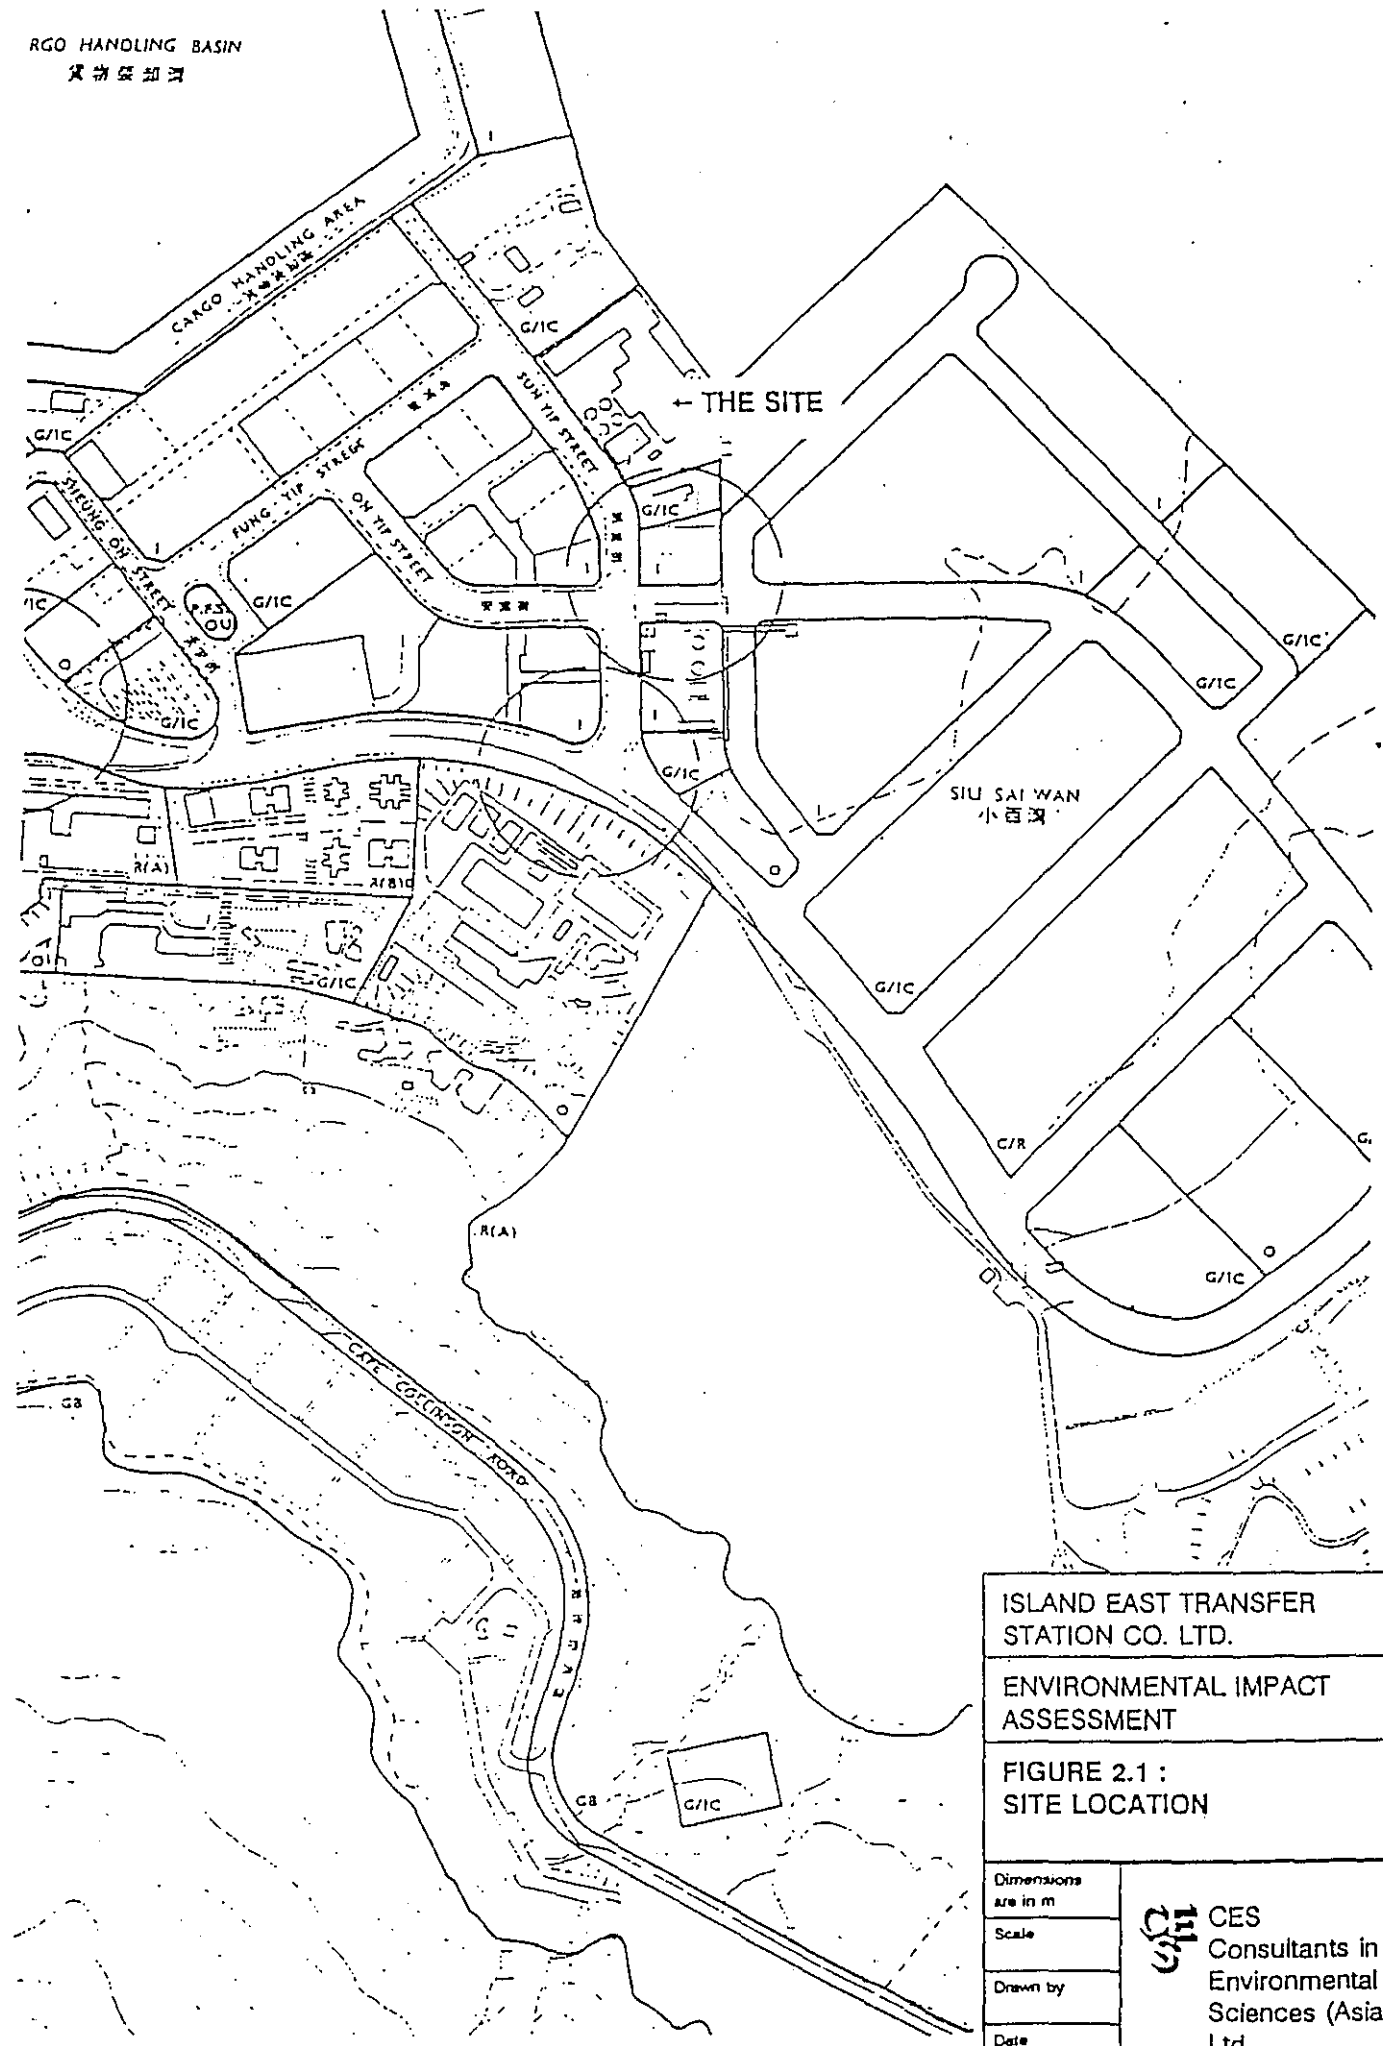 RGO HANDLING BASIN
CARGO HANDLING AREA
G/IC
SUN YIP STREET
← THE SITE
G/IC
SHEUNG ON STREET
FUNG YIP STREET
ON YIP STREET
G/IC
I
I
/IC
P.F.S.
OU
G/IC
G/IC
G/IC
G/IC
I
I
G/IC
SIU SAI WAN
小西灣
R(A)
R(B)
O
G/IC
G/IC
O
G/R
G/IC
O
R(A)
GB
CAPE COLLINSON ROAD
GB
G/IC
ISLAND EAST TRANSFER
STATION CO. LTD.
ENVIRONMENTAL IMPACT
ASSESSMENT
FIGURE 2.1 :
SITE LOCATION
Dimensions
are in m
Scale
Drawn by
Date
CES
Consultants in
Environmental
Sciences (Asia
Ltd